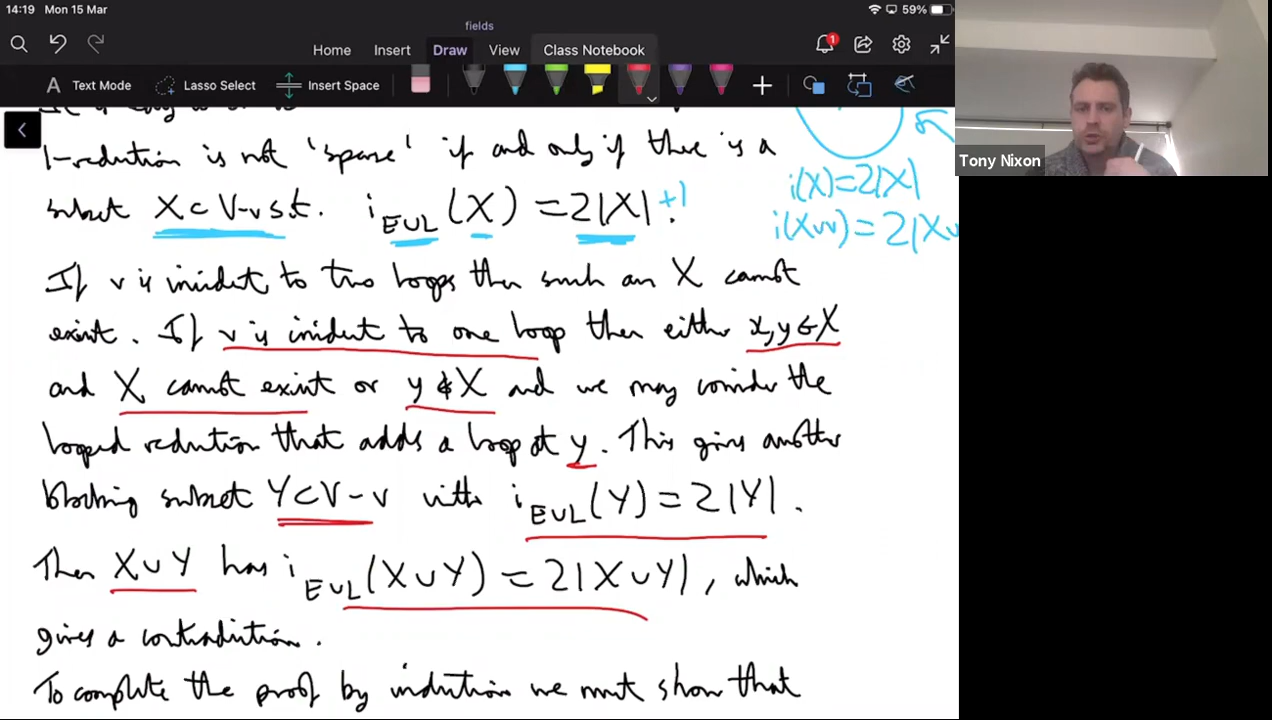 14:19 Mon 15 Mar
59%
fields
Home Insert Draw View Class Notebook
1
A Text Mode Lasso Select Insert Space
1-redution is not 'sparse' if and only if there is a
subset X ⊂ V-v s.t. i_EUL (X) = 2|X| +1.
i(X)=2|X|
i(X∪v) = 2|X∪
If v is incident to two loops then such an X cannot
exist. If v is inident to one loop then either x, y ∈ X
and X cannot exist or y ∉ X and we may consider the
looped redution that adds a loop at y. This gives another
blocking subset Y ⊂ V-v with i_EUL (Y) = 2|Y|.
Then X∪Y has i_EUL (X∪Y) = 2|X∪Y|, which
gives a contradiction.
To complete the proof by induction we must show that
Tony Nixon